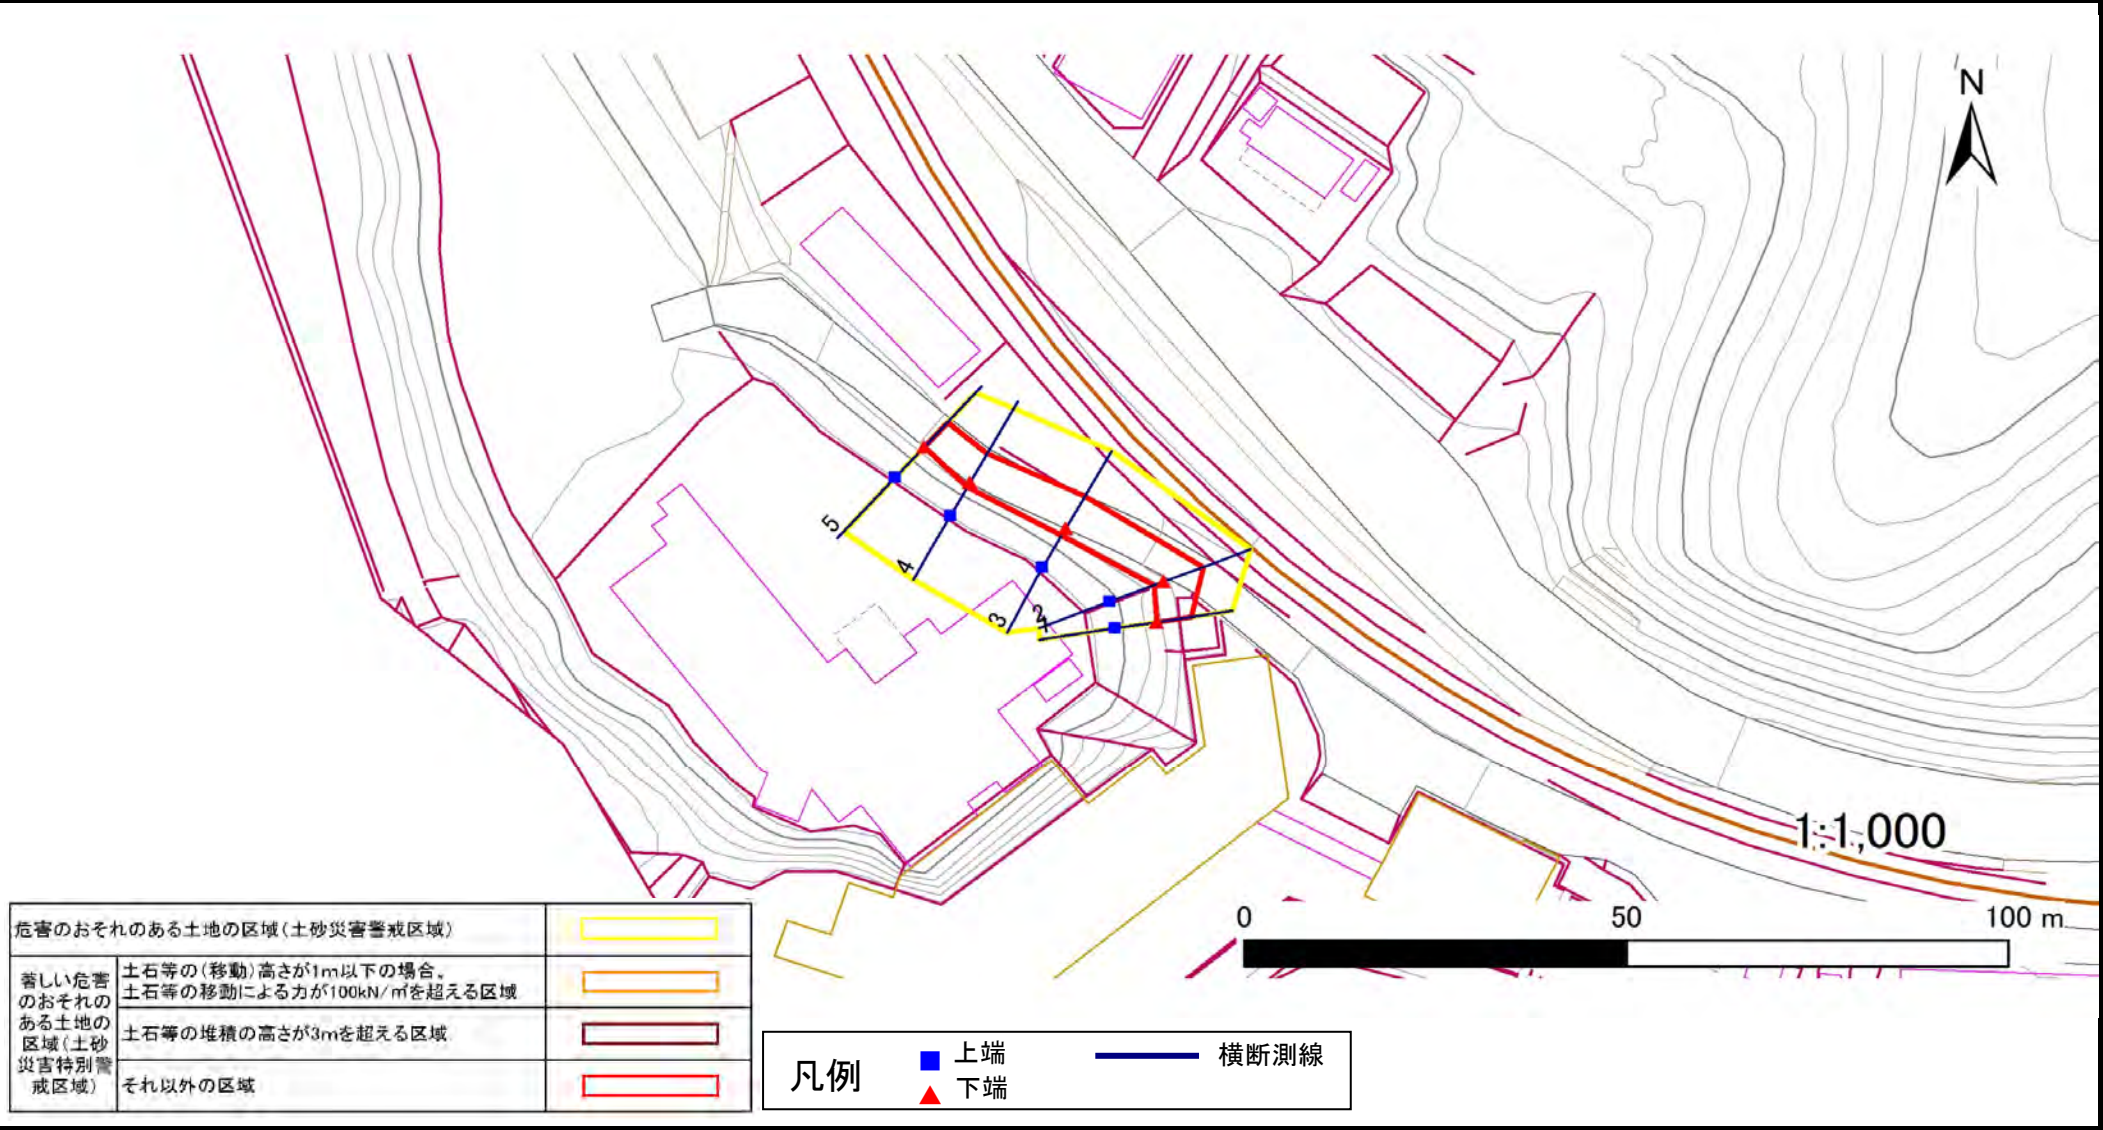 N
5
4
3
2
1
1:1,000
0 50 100 m
危害のおそれのある土地の区域(土砂災害警戒区域)
著しい危害
のおそれの
ある土地の
区域(土砂
災害特別警
戒区域)
土石等の(移動)高さが1m以下の場合、
土石等の移動による力が100kN/㎡を超える区域
土石等の堆積の高さが3mを超える区域
それ以外の区域
凡例
上端
下端
横断測線